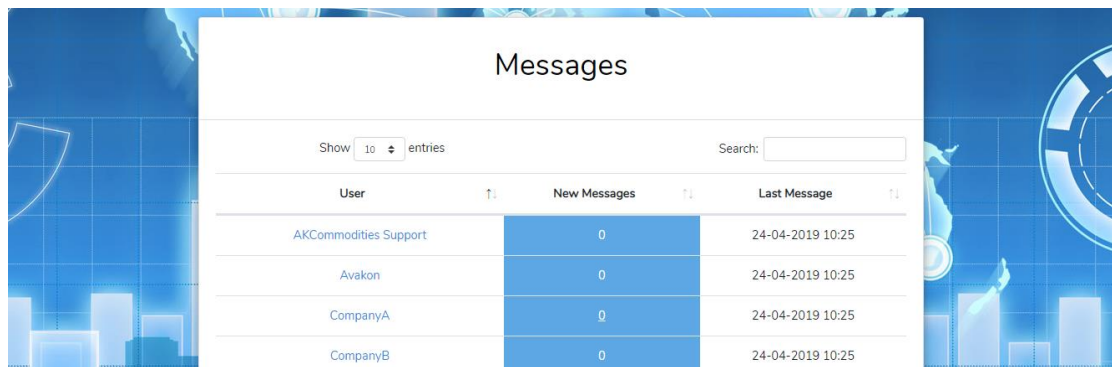 Messages
Show 10 entries Search:
User New Messages Last Message
AKCommodities Support 0 24-04-2019 10:25
Avakon 0 24-04-2019 10:25
CompanyA 0 24-04-2019 10:25
CompanyB 0 24-04-2019 10:25